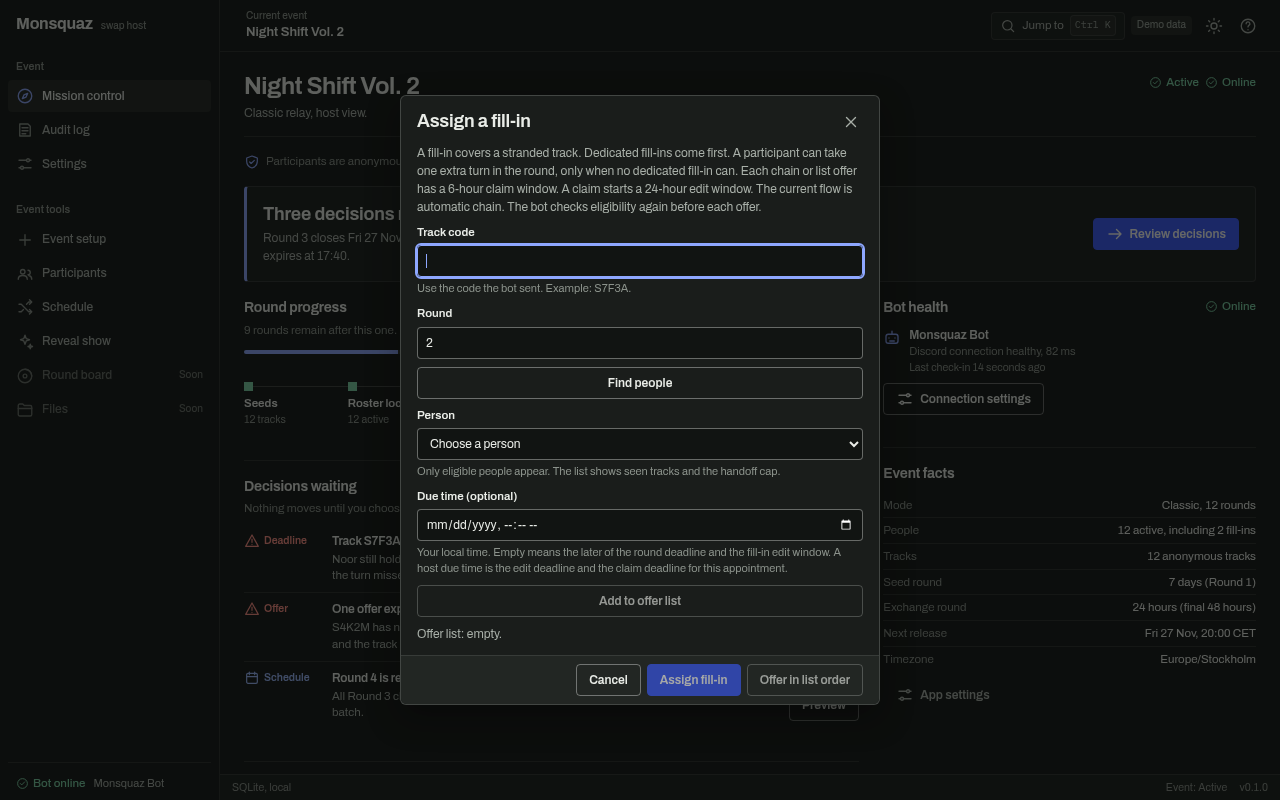 Monsquaz swap host
Event
Mission control
Audit log
Settings
Event tools
Event setup
Participants
Schedule
Reveal show
Round board Soon
Files Soon
Bot online Monsquaz Bot
Current event
Night Shift Vol. 2
Jump to Ctrl K
Demo data
Night Shift Vol. 2
Classic relay, host view.
Active Online
Participants are anonymou
Three decisions
Round 3 closes Fri 27 Nov
expires at 17:40.
Review decisions
Round progress
9 rounds remain after this one.
Seeds
12 tracks
Roster loc
12 active
Decisions waiting
Nothing moves until you choos
Deadline
Track S7F3A
Noor still hold
the turn misse
Offer
One offer exp
S4K2M has n
and the track
Schedule
Round 4 is re
All Round 3 c
batch.
Preview
Assign a fill-in
A fill-in covers a stranded track. Dedicated fill-ins come first. A participant can take
one extra turn in the round, only when no dedicated fill-in can. Each chain or list offer
has a 6-hour claim window. A claim starts a 24-hour edit window. The current flow is
automatic chain. The bot checks eligibility again before each offer.
Track code
Use the code the bot sent. Example: S7F3A.
Round
2
Find people
Person
Choose a person
Only eligible people appear. The list shows seen tracks and the handoff cap.
Due time (optional)
mm/dd/yyyy, --:-- --
Your local time. Empty means the later of the round deadline and the fill-in edit window. A
host due time is the edit deadline and the claim deadline for this appointment.
Add to offer list
Offer list: empty.
Cancel
Assign fill-in
Offer in list order
Bot health
Online
Monsquaz Bot
Discord connection healthy, 82 ms
Last check-in 14 seconds ago
Connection settings
Event facts
Mode Classic, 12 rounds
People 12 active, including 2 fill-ins
Tracks 12 anonymous tracks
Seed round 7 days (Round 1)
Exchange round 24 hours (final 48 hours)
Next release Fri 27 Nov, 20:00 CET
Timezone Europe/Stockholm
App settings
SQLite, local
Event: Active v0.1.0